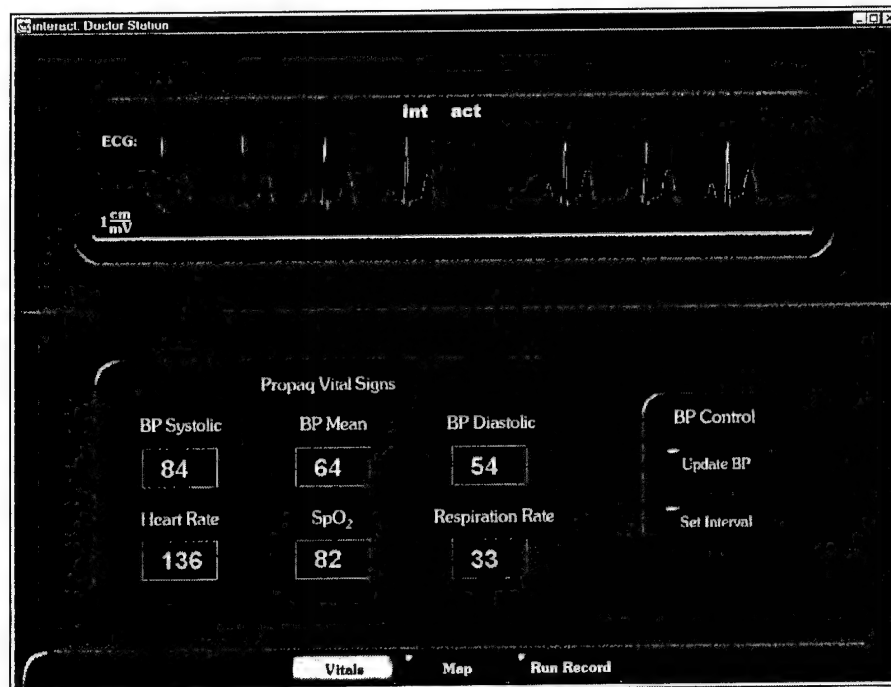 interact. Doctor Station
int act
ECG:
1 cm/mV
Propaq Vital Signs
BP Systolic BP Mean BP Diastolic
84 64 54
Heart Rate SpO₂ Respiration Rate
136 82 33
BP Control
Update BP
Set Interval
Vitals Map Run Record